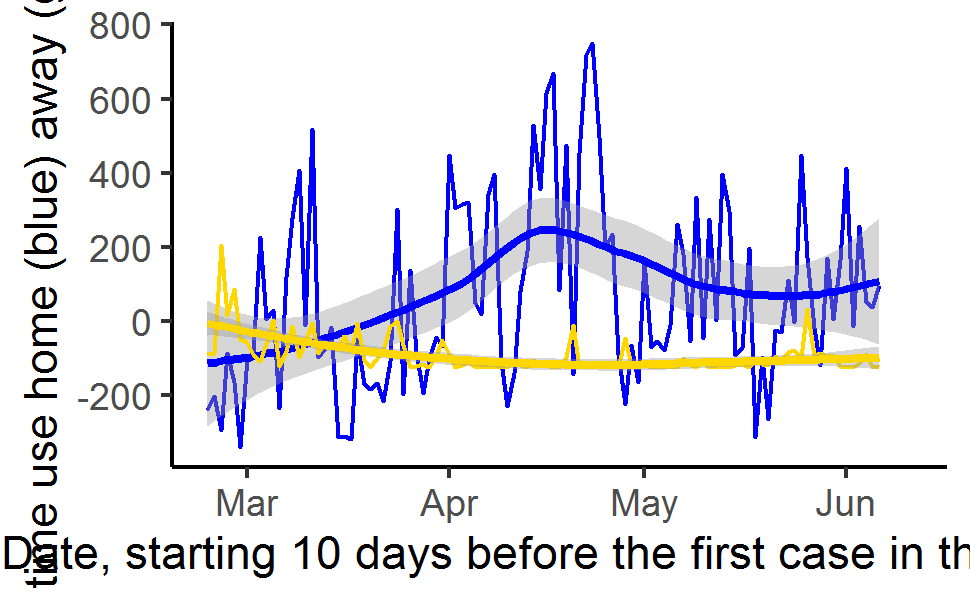 time use home (blue) away (
800
600
400
200
0
-200
Mar Apr May Jun
Date, starting 10 days before the first case in th